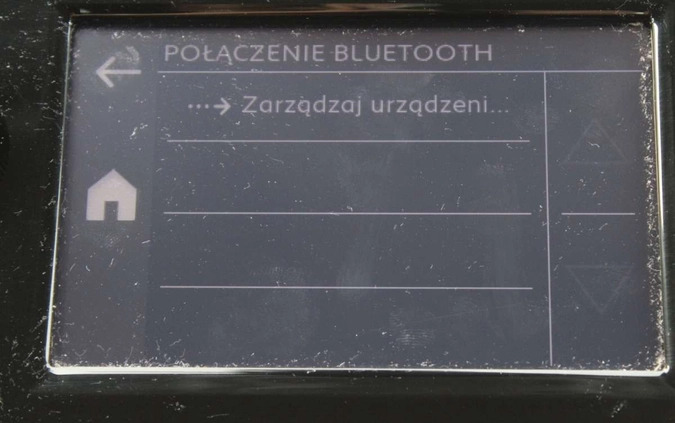 POŁĄCZENIE BLUETOOTH
Zarządzaj urządzeni...